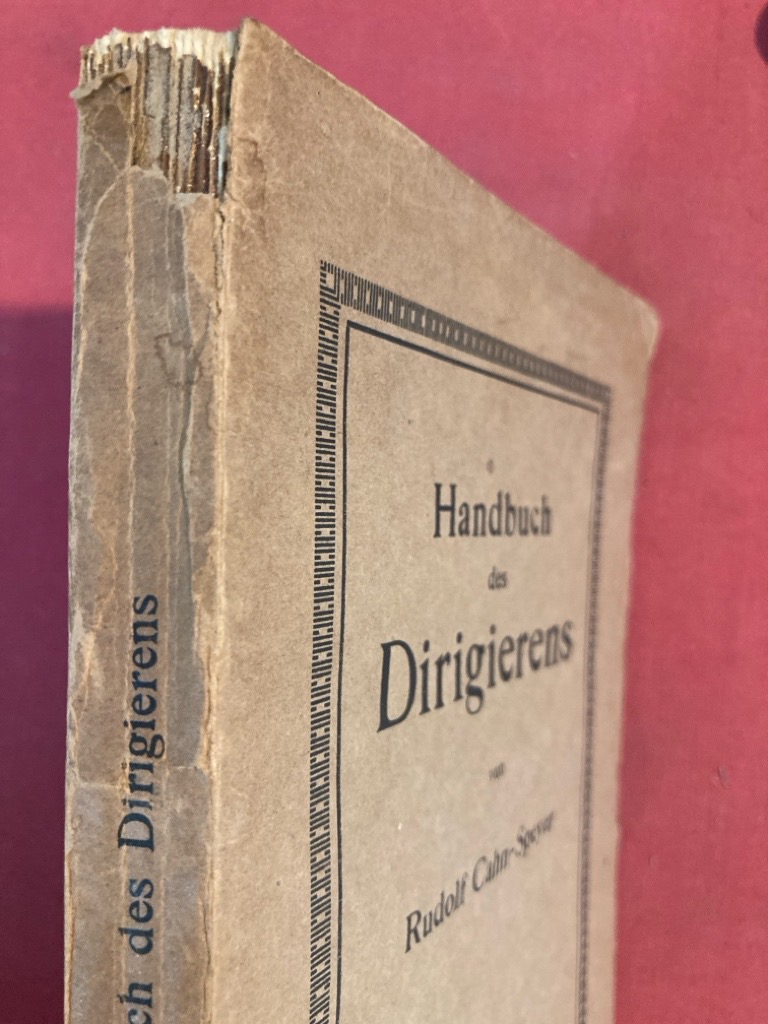 Handbuch
des
Dirigierens
von
Rudolf Cahn-Speyer
ch des Dirigierens